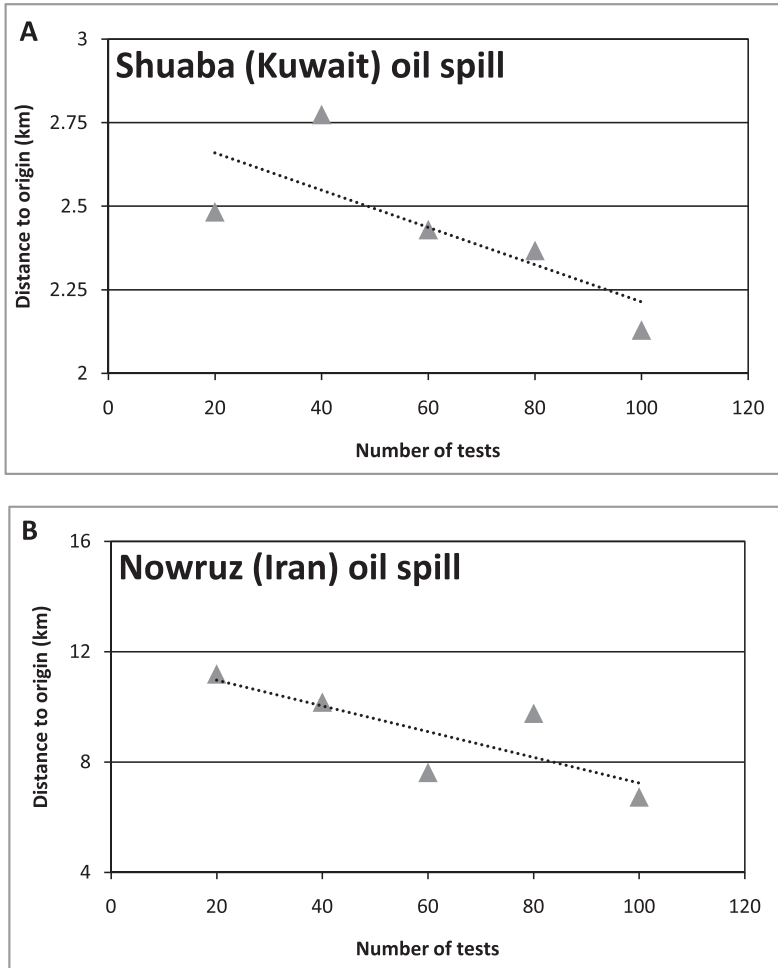 A
Shuaba (Kuwait) oil spill
3
2.75
2.5
2.25
2
Distance to origin (km)
0 20 40 60 80 100 120
Number of tests
B
Nowruz (Iran) oil spill
16
12
8
4
Distance to origin (km)
0 20 40 60 80 100 120
Number of tests